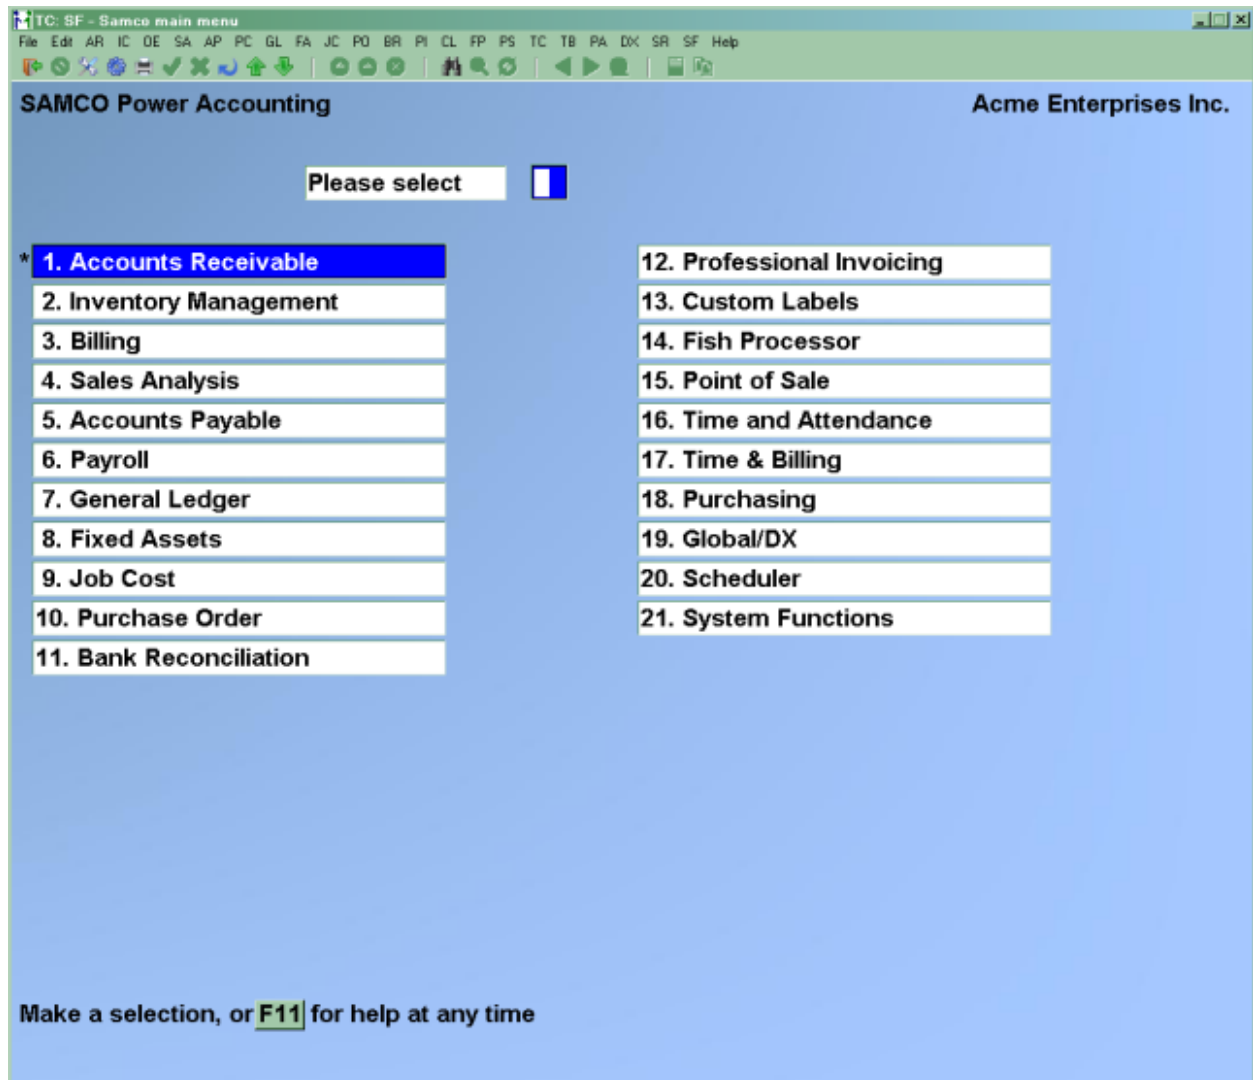 TC: SF - Samco main menu
File Edit AR IC OE SA AP PC GL FA JC PO BR PI CL FP PS TC TB PA DX SR SF Help
SAMCO Power Accounting
Acme Enterprises Inc.
Please select
* 1. Accounts Receivable
2. Inventory Management
3. Billing
4. Sales Analysis
5. Accounts Payable
6. Payroll
7. General Ledger
8. Fixed Assets
9. Job Cost
10. Purchase Order
11. Bank Reconciliation
12. Professional Invoicing
13. Custom Labels
14. Fish Processor
15. Point of Sale
16. Time and Attendance
17. Time & Billing
18. Purchasing
19. Global/DX
20. Scheduler
21. System Functions
Make a selection, or F11 for help at any time